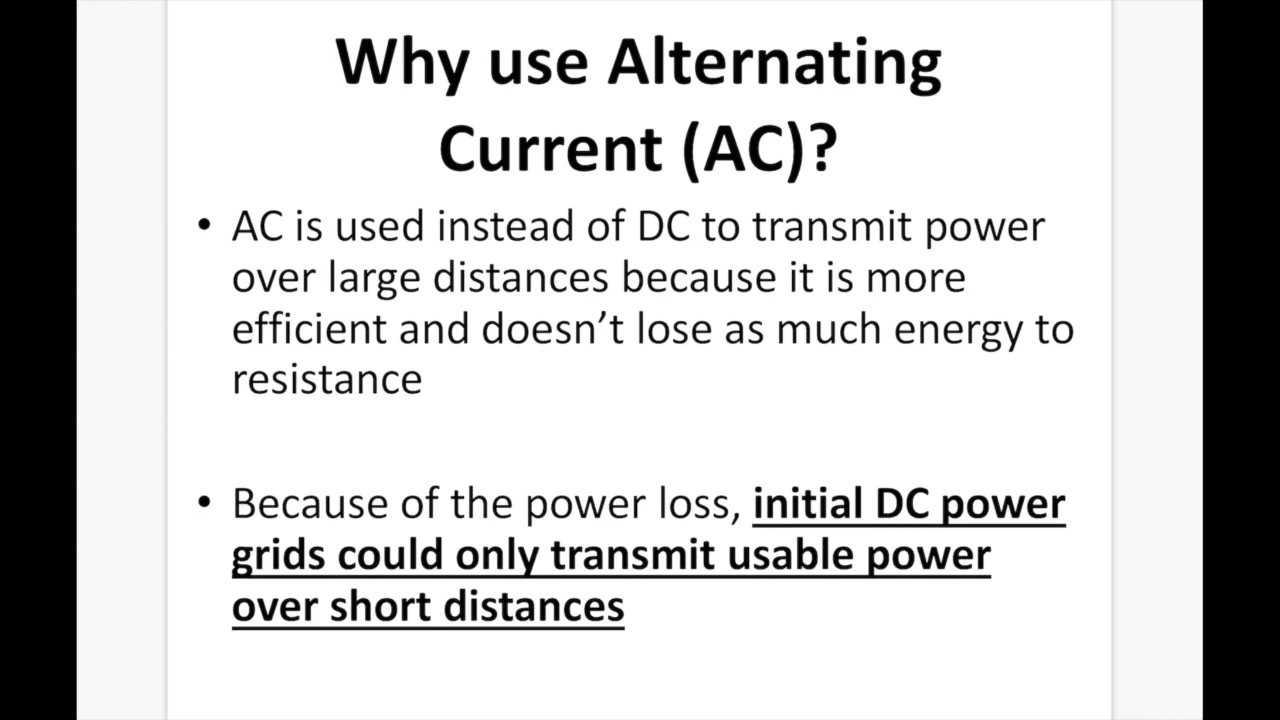 Why use Alternating
Current (AC)?
• AC is used instead of DC to transmit power
over large distances because it is more
efficient and doesn’t lose as much energy to
resistance
• Because of the power loss, initial DC power
grids could only transmit usable power
over short distances